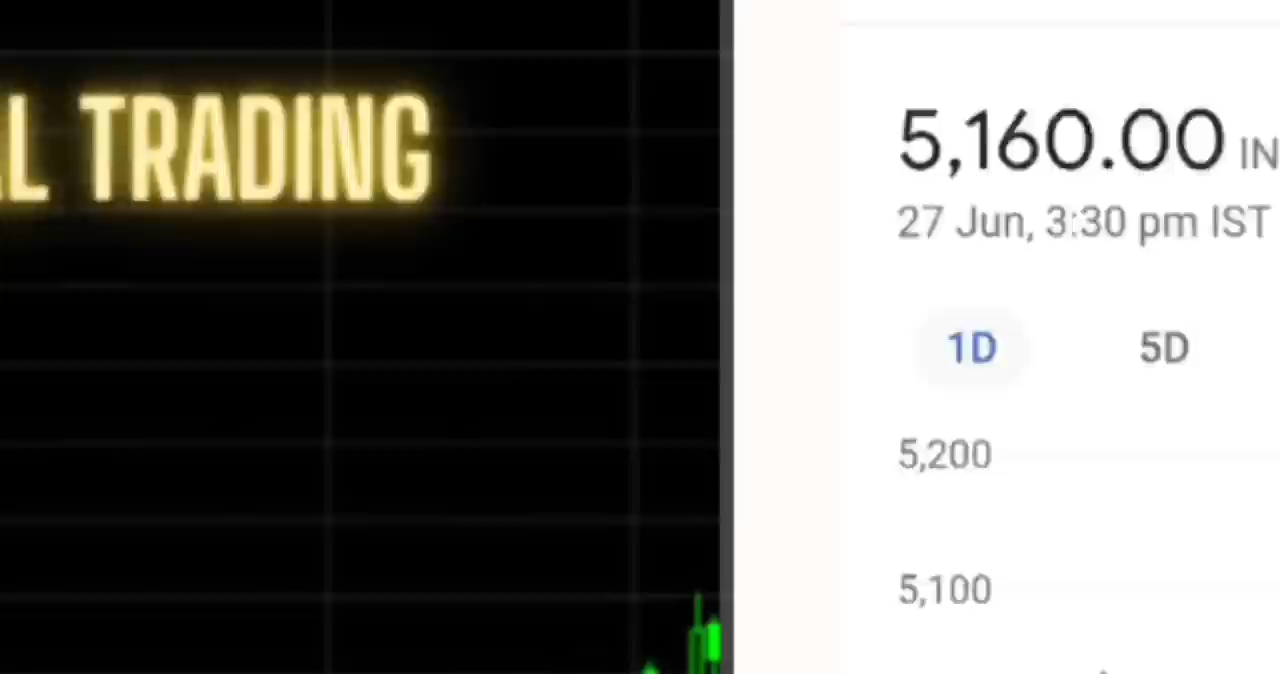 L TRADING
5,160.00 IN
27 Jun, 3:30 pm IST
1D 5D
5,200
5,100